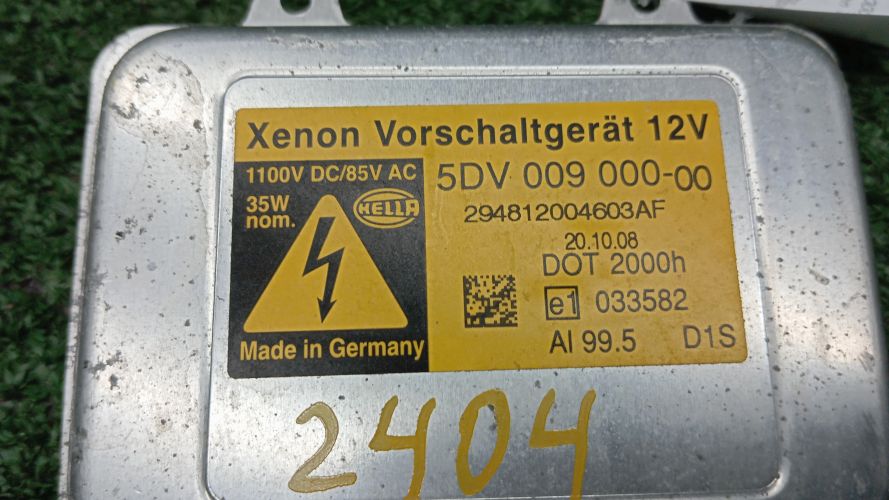 Xenon Vorschaltgerät 12V
1100V DC/85V AC
35W
nom.
HELLA
Made in Germany
5DV 009 000-00
294812004603AF
20.10.08
DOT 2000h
e1 033582
Al 99.5 D1S
2404